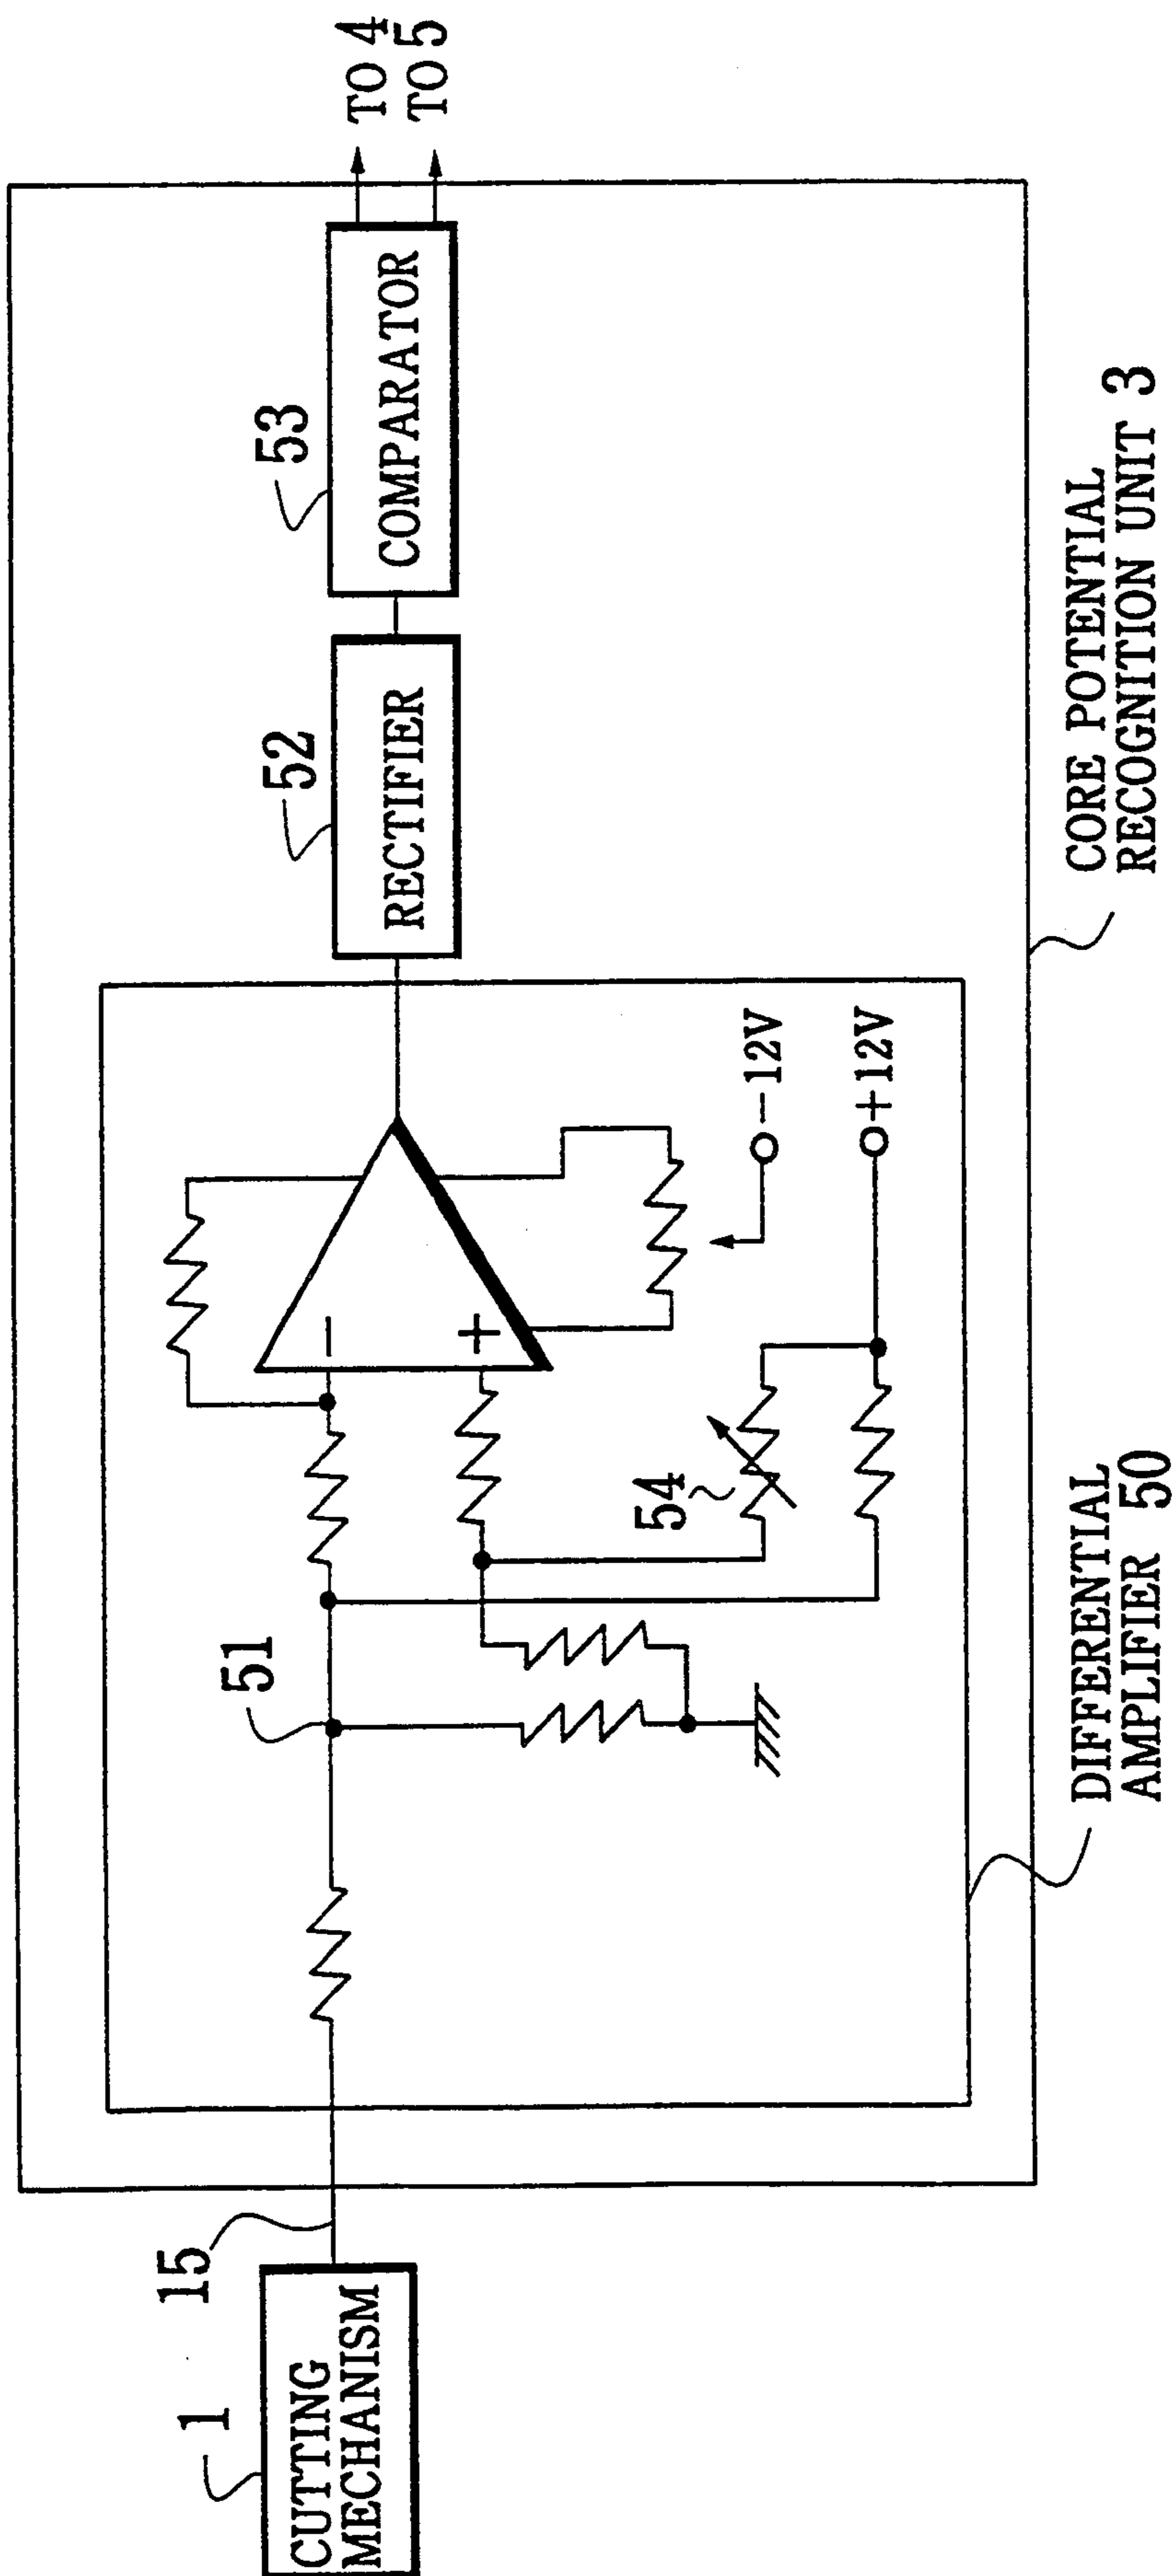 1
CUTTING
MECHANISM
15
51
54
−
+
−12V
+12V
52
RECTIFIER
53
COMPARATOR
TO 4
TO 5
DIFFERENTIAL
AMPLIFIER 50
CORE POTENTIAL
RECOGNITION UNIT 3